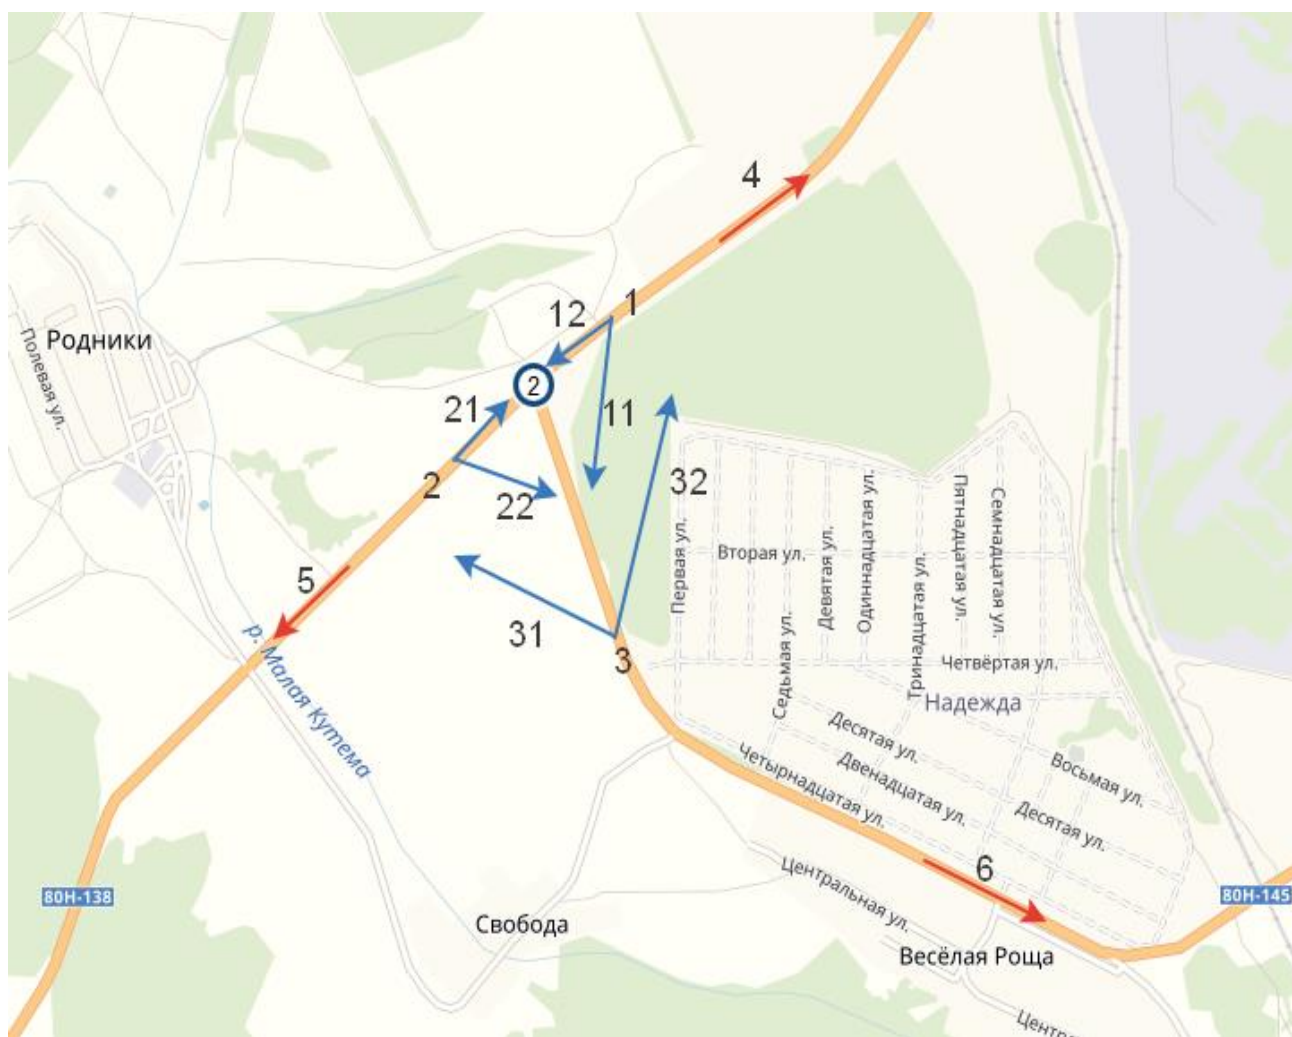 4
1
12
Родники
Полевая ул.
2
21
11
2
22
32
Первая ул.
Вторая ул.
Седьмая ул.
Девятая ул.
Одиннадцатая ул.
Тринадцатая ул.
Пятнадцатая ул.
Семнадцатая ул.
5
31
3
Четвёртая ул.
Надежда
р. Малая Кутема
Десятая ул.
Восьмая ул.
Двенадцатая ул.
Четырнадцатая ул.
Десятая ул.
6
80Н-138
80Н-145
Центральная ул.
Свобода
Весёлая Роща
Центр